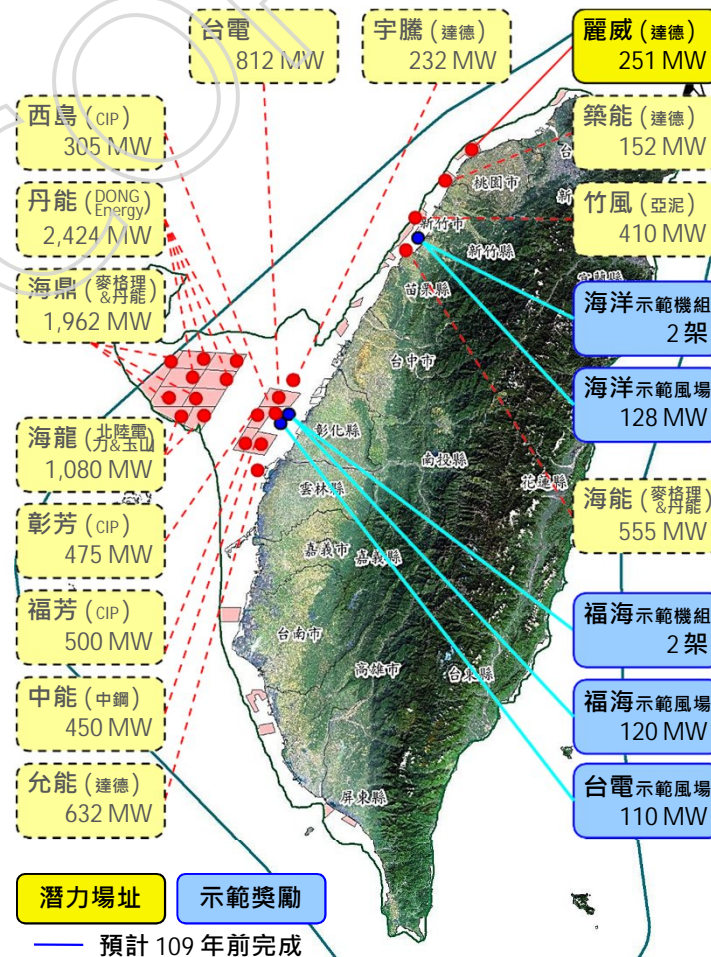 台電
812 MW
宇騰 (達德)
232 MW
麗威 (達德)
251 MW
西島 (CIP)
305 MW
築能 (達德)
152 MW
丹能 (DONG Energy)
2,424 MW
竹風 (亞泥)
410 MW
海鼎 (麥格理&丹能)
1,962 MW
海洋示範機組
2 架
海洋示範風場
128 MW
海龍 (北陸電力&玉山)
1,080 MW
海能 (麥格理&丹能)
555 MW
彰芳 (CIP)
475 MW
福芳 (CIP)
500 MW
福海示範機組
2 架
中能 (中鋼)
450 MW
福海示範風場
120 MW
允能 (達德)
632 MW
台電示範風場
110 MW
桃園市
新竹市
新竹縣
苗栗縣
宜蘭縣
台中市
彰化縣
南投縣
花蓮縣
雲林縣
嘉義市
嘉義縣
台南市
高雄市
台東縣
屏東縣
潛力場址
示範獎勵
預計 109 年前完成